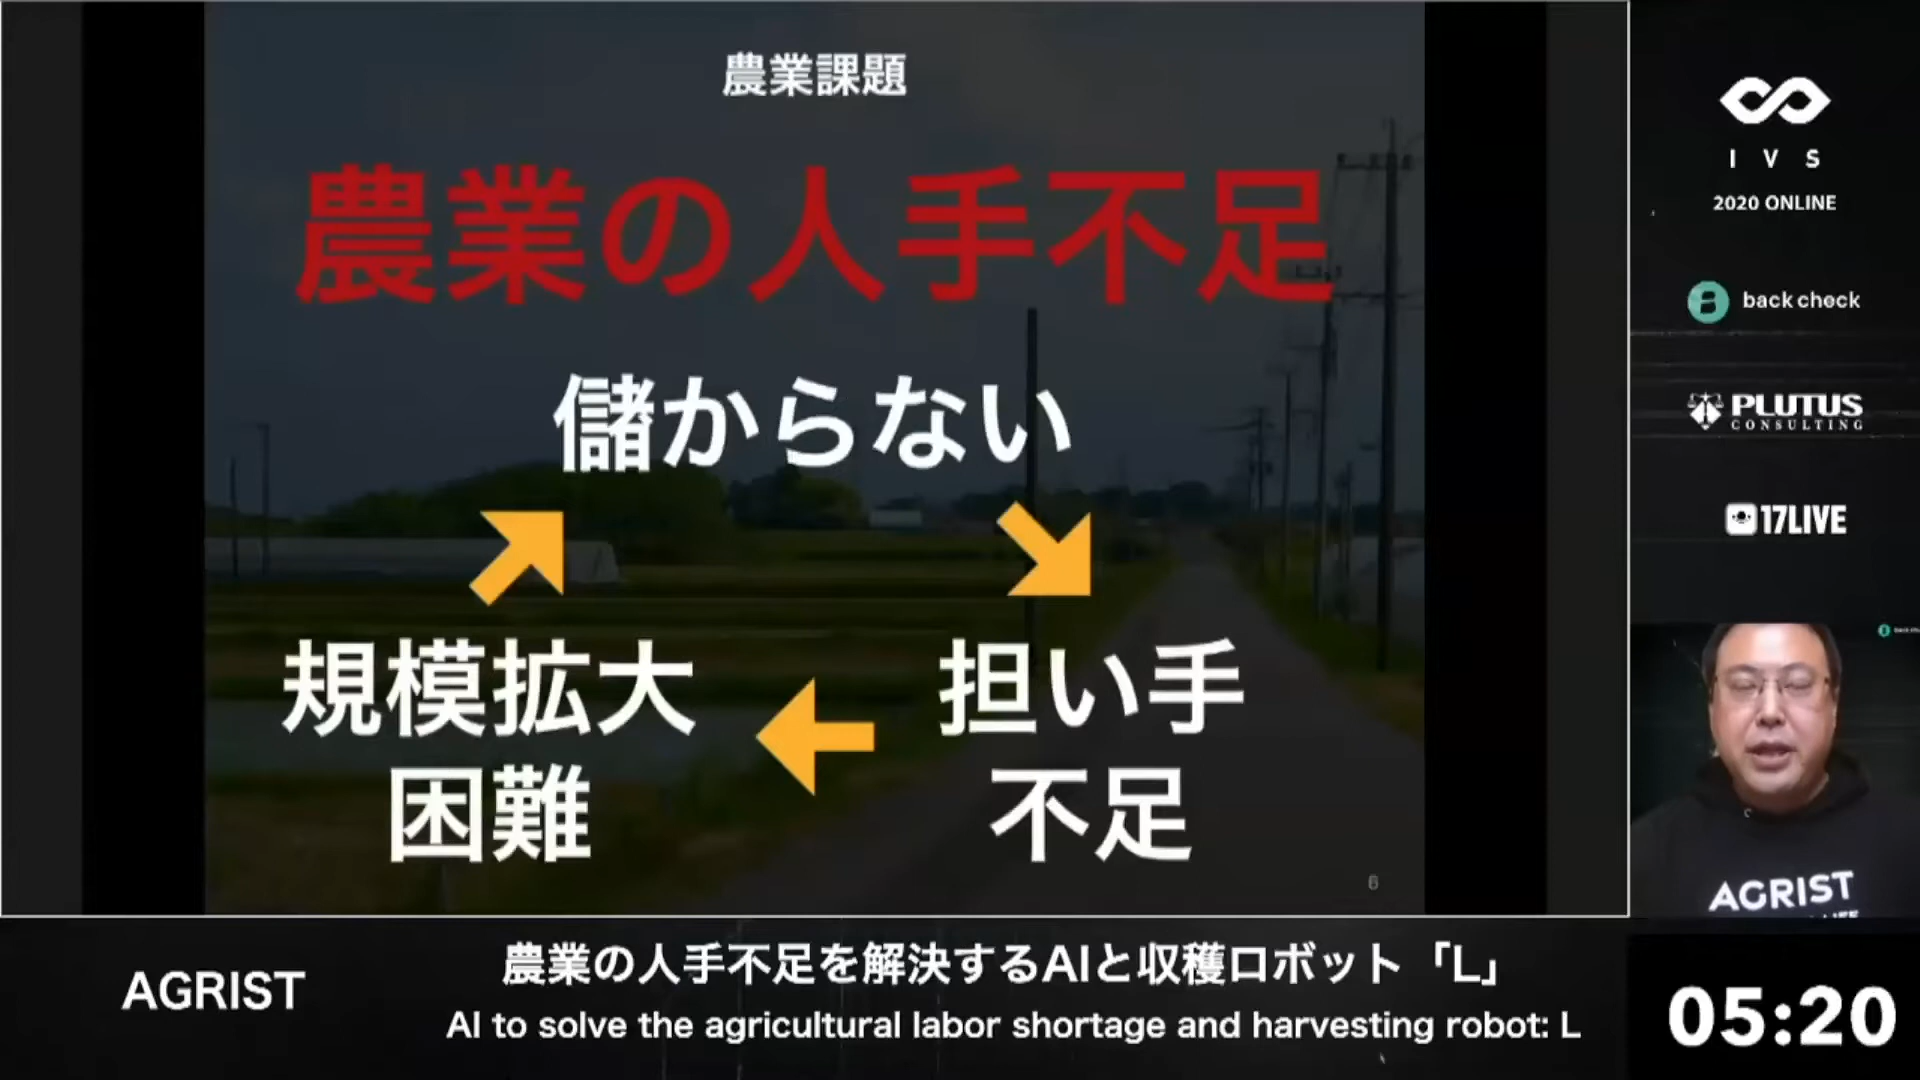 農業課題
農業の人手不足
儲からない
規模拡大
困難
担い手
不足
6
IVS
2020 ONLINE
back check
PLUTUS
CONSULTING
17LIVE
AGRIST
AGRIST
農業の人手不足を解決するAIと収穫ロボット「L」
AI to solve the agricultural labor shortage and harvesting robot: L
05:20